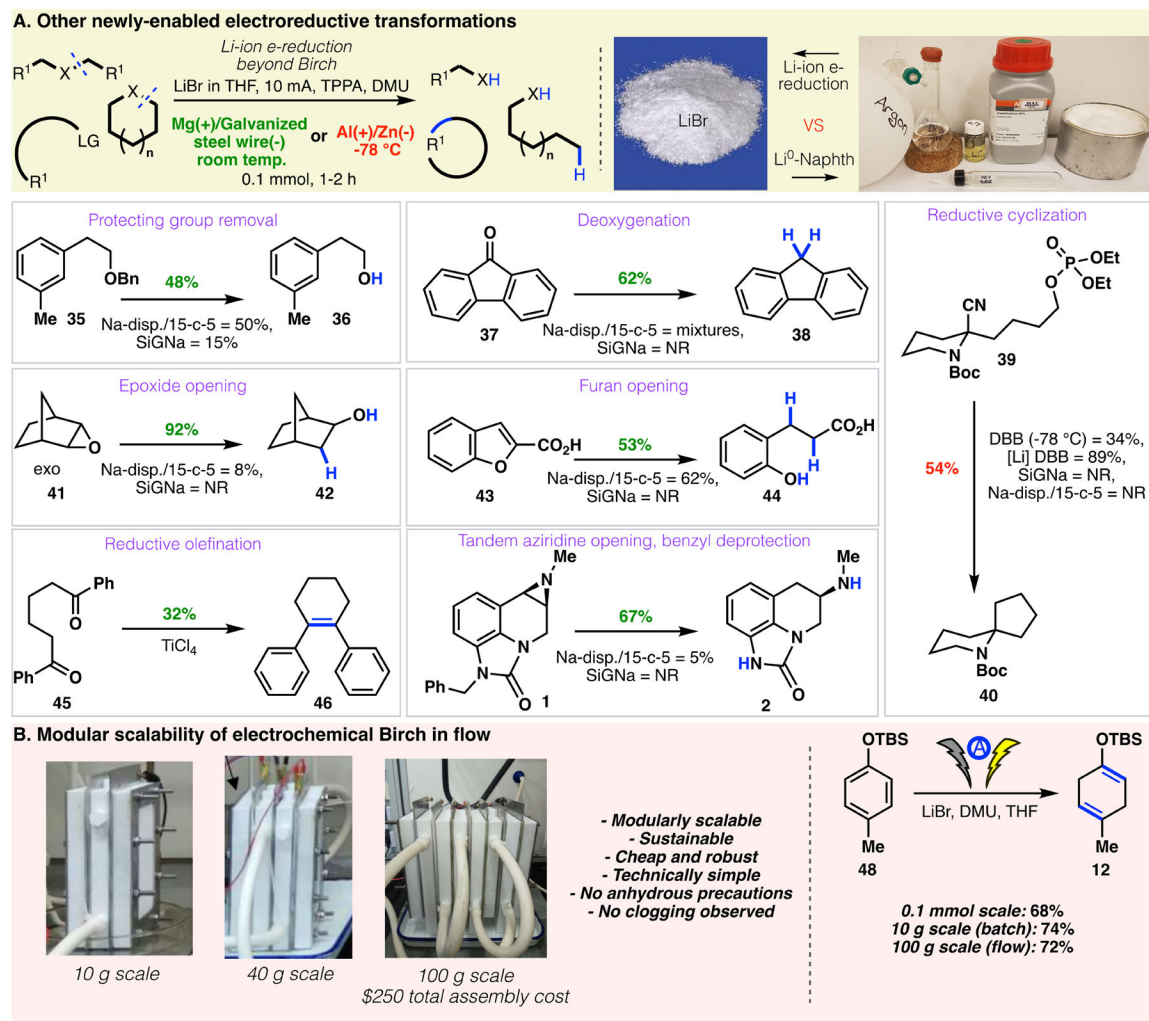 A. Other newly-enabled electroreductive transformations
Li-ion e-reduction
beyond Birch
LiBr in THF, 10 mA, TPPA, DMU
Mg(+)/Galvanized
steel wire(-)
room temp.
or
Al(+)/Zn(-)
-78 °C
0.1 mmol, 1-2 h
R1
X
R1
X
n
LG
R1
R1
XH
XH
R1
n
H
LiBr
Li-ion e-
reduction
VS
Li0-Naphth
Argon
Protecting group removal
OBn
Me
35
48%
Na-disp./15-c-5 = 50%,
SiGNa = 15%
OH
Me
36
Deoxygenation
O
37
62%
Na-disp./15-c-5 = mixtures,
SiGNa = NR
H H
38
Reductive cyclization
O
P
OEt
O
OEt
CN
N
Boc
39
54%
DBB (-78 °C) = 34%,
[Li] DBB = 89%,
SiGNa = NR,
Na-disp./15-c-5 = NR
N
Boc
40
Epoxide opening
O
exo
41
92%
Na-disp./15-c-5 = 8%,
SiGNa = NR
OH
H
42
Furan opening
CO2H
O
43
53%
Na-disp./15-c-5 = 62%,
SiGNa = NR
H
CO2H
H
OH
44
Reductive olefination
Ph
O
Ph
O
45
32%
TiCl4
46
Tandem aziridine opening, benzyl deprotection
Me
N
N
N
Ph
O
1
67%
Na-disp./15-c-5 = 5%
SiGNa = NR
Me
NH
N
HN
O
2
B. Modular scalability of electrochemical Birch in flow
10 g scale
40 g scale
100 g scale
$250 total assembly cost
- Modularly scalable
- Sustainable
- Cheap and robust
- Technically simple
- No anhydrous precautions
- No clogging observed
OTBS
Me
48
A
LiBr, DMU, THF
OTBS
Me
12
0.1 mmol scale: 68%
10 g scale (batch): 74%
100 g scale (flow): 72%